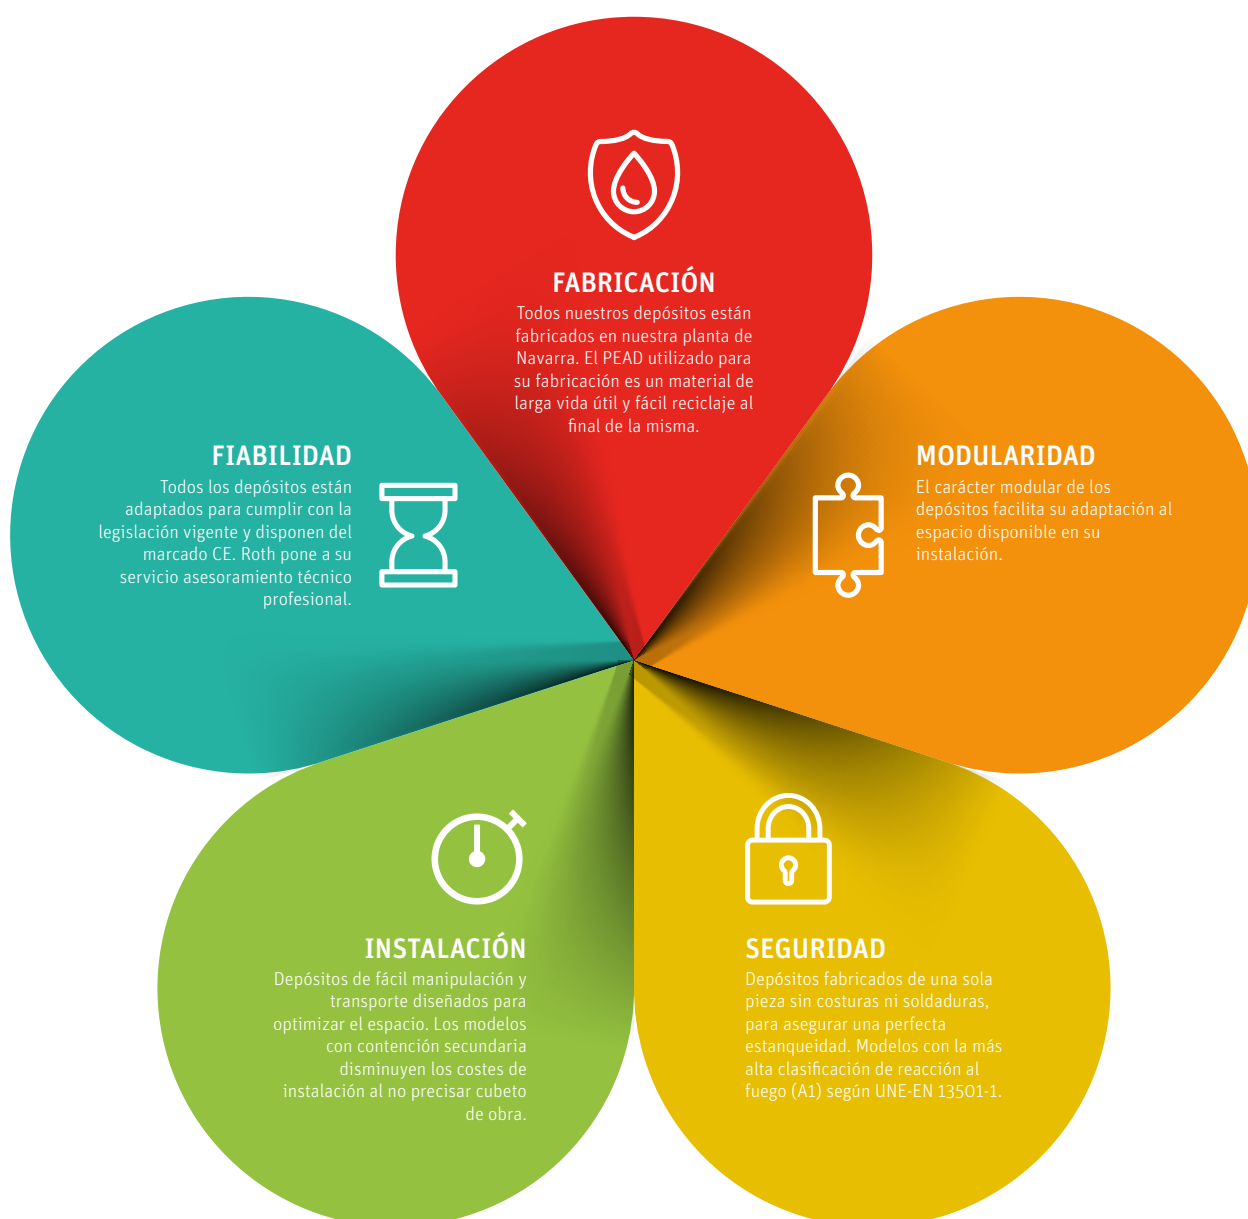 FABRICACIÓN
Todos nuestros depósitos están
fabricados en nuestra planta de
Navarra. El PEAD utilizado para
su fabricación es un material de
larga vida útil y fácil reciclaje al
final de la misma.
FIABILIDAD
Todos los depósitos están
adaptados para cumplir con la
legislación vigente y disponen del
marcado CE. Roth pone a su
servicio asesoramiento técnico
profesional.
MODULARIDAD
El carácter modular de los
depósitos facilita su adaptación al
espacio disponible en su
instalación.
INSTALACIÓN
Depósitos de fácil manipulación y
transporte diseñados para
optimizar el espacio. Los modelos
con contención secundaria
disminuyen los costes de
instalación al no precisar cubeto
de obra.
SEGURIDAD
Depósitos fabricados de una sola
pieza sin costuras ni soldaduras,
para asegurar una perfecta
estanqueidad. Modelos con la más
alta clasificación de reacción al
fuego (A1) según UNE-EN 13501-1.